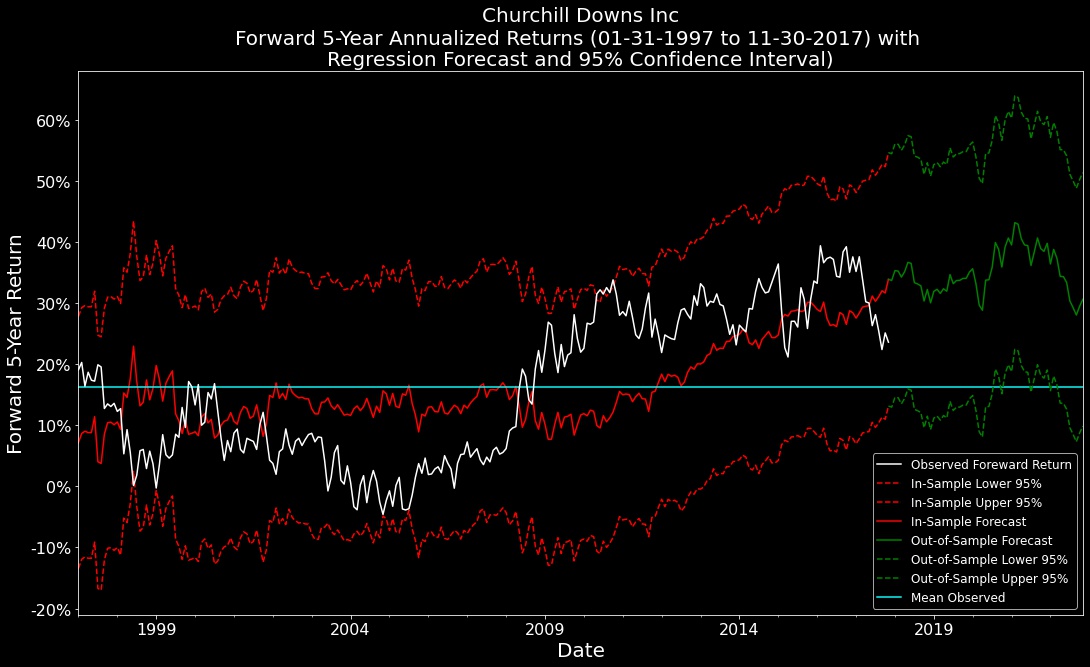 Churchill Downs Inc
Forward 5-Year Annualized Returns (01-31-1997 to 11-30-2017) with
Regression Forecast and 95% Confidence Interval)
Forward 5-Year Return
60%
50%
40%
30%
20%
10%
0%
-10%
-20%
Observed Foreward Return
In-Sample Lower 95%
In-Sample Upper 95%
In-Sample Forecast
Out-of-Sample Forecast
Out-of-Sample Lower 95%
Out-of-Sample Upper 95%
Mean Observed
1999 2004 2009 2014 2019
Date